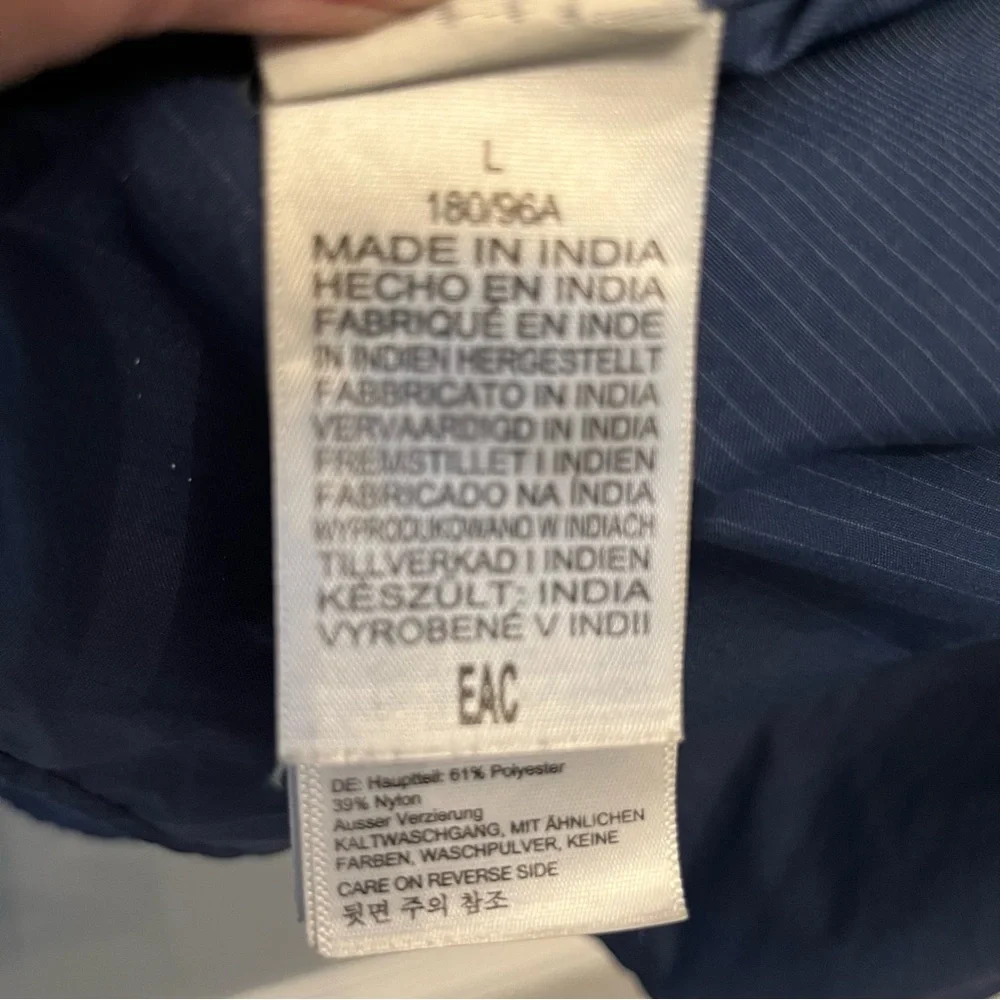 L
180/96A
MADE IN INDIA
HECHO EN INDIA
FABRIQUÉ EN INDE
IN INDIEN HERGESTELLT
FABBRICATO IN INDIA
VERVAARDIGD IN INDIA
FREMSTILLET I INDIEN
FABRICADO NA ÍNDIA
WYPRODUKOWANO W INDIACH
TILLVERKAD I INDIEN
KÉSZÜLT: INDIA
VYROBENÉ V INDII
EAC
DE: Hauptteil: 61% Polyester
39% Nylon
Ausser Verzierung
KALTWASCHGANG, MIT ÄHNLICHEN
FARBEN, WASCHPULVER, KEINE
CARE ON REVERSE SIDE
뒷면 주의 참조